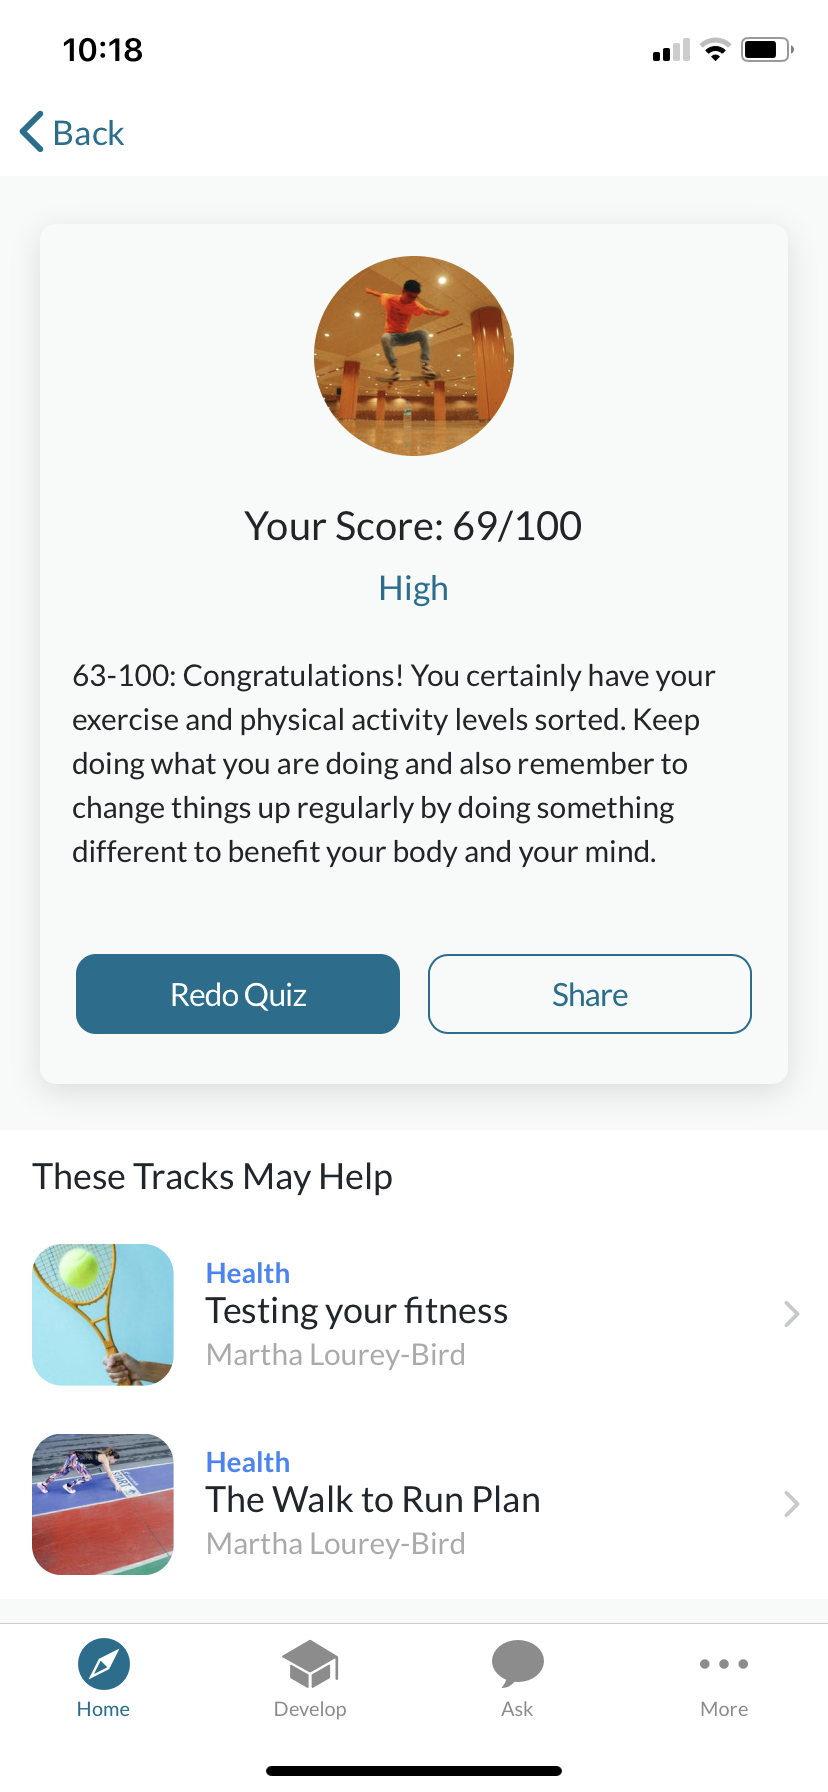 10:18
Back
Your Score: 69/100
High
63-100: Congratulations! You certainly have your
exercise and physical activity levels sorted. Keep
doing what you are doing and also remember to
change things up regularly by doing something
different to benefit your body and your mind.
Redo Quiz
Share
These Tracks May Help
Health
Testing your fitness
Martha Lourey-Bird
START
Health
The Walk to Run Plan
Martha Lourey-Bird
Home
Develop
Ask
More